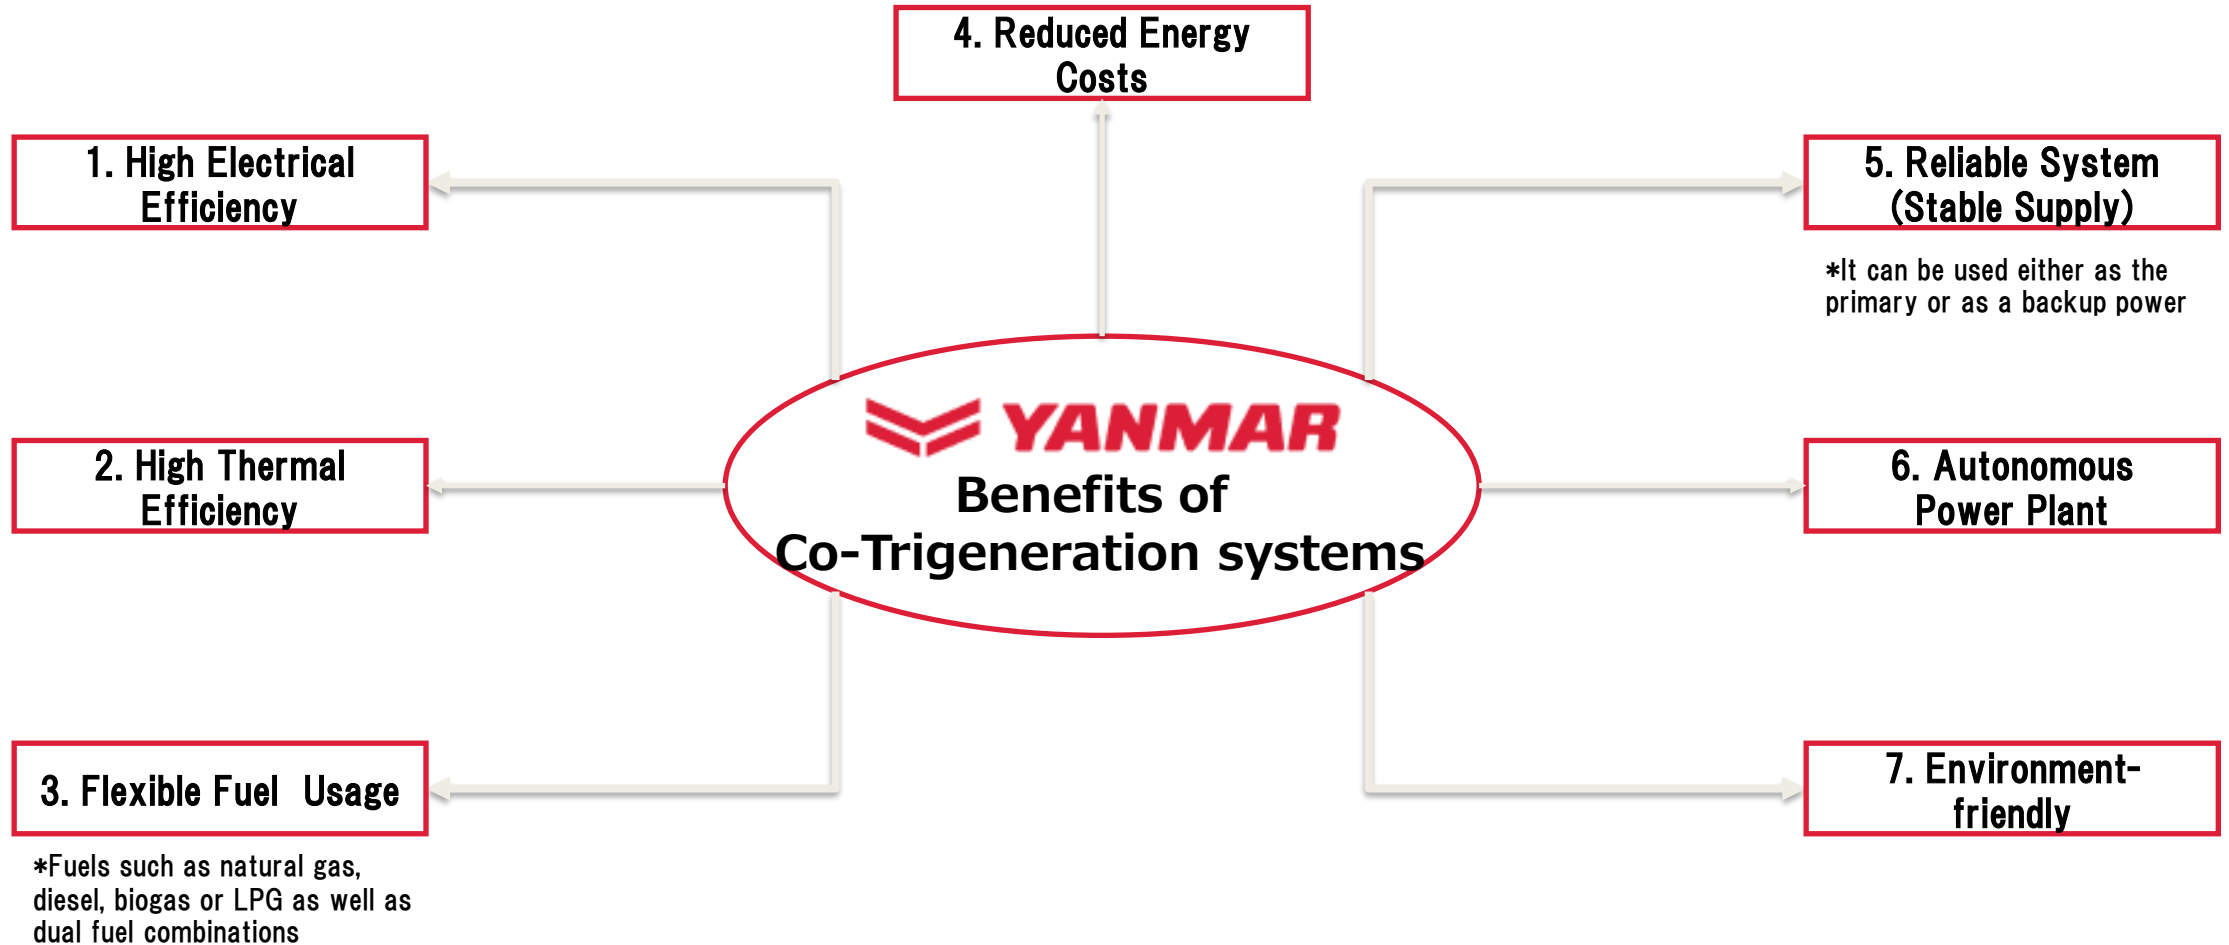 4. Reduced Energy
Costs
1. High Electrical
Efficiency
5. Reliable System
(Stable Supply)
*It can be used either as the
primary or as a backup power
YANMAR
Benefits of
Co-Trigeneration systems
2. High Thermal
Efficiency
6. Autonomous
Power Plant
3. Flexible Fuel  Usage
7. Environment-
friendly
*Fuels such as natural gas,
diesel, biogas or LPG as well as
dual fuel combinations